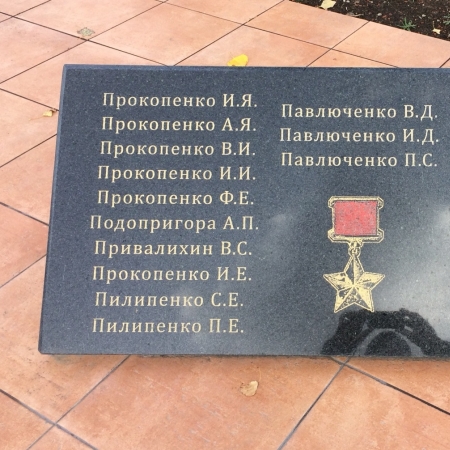 Прокопенко И.Я.
Прокопенко А.Я.
Прокопенко В.И.
Прокопенко И.И.
Прокопенко Ф.Е.
Подопригора А.П.
Привалихин В.С.
Прокопенко И.Е.
Пилипенко С.Е.
Пилипенко П.Е.
Павлюченко В.Д.
Павлюченко И.Д.
Павлюченко П.С.